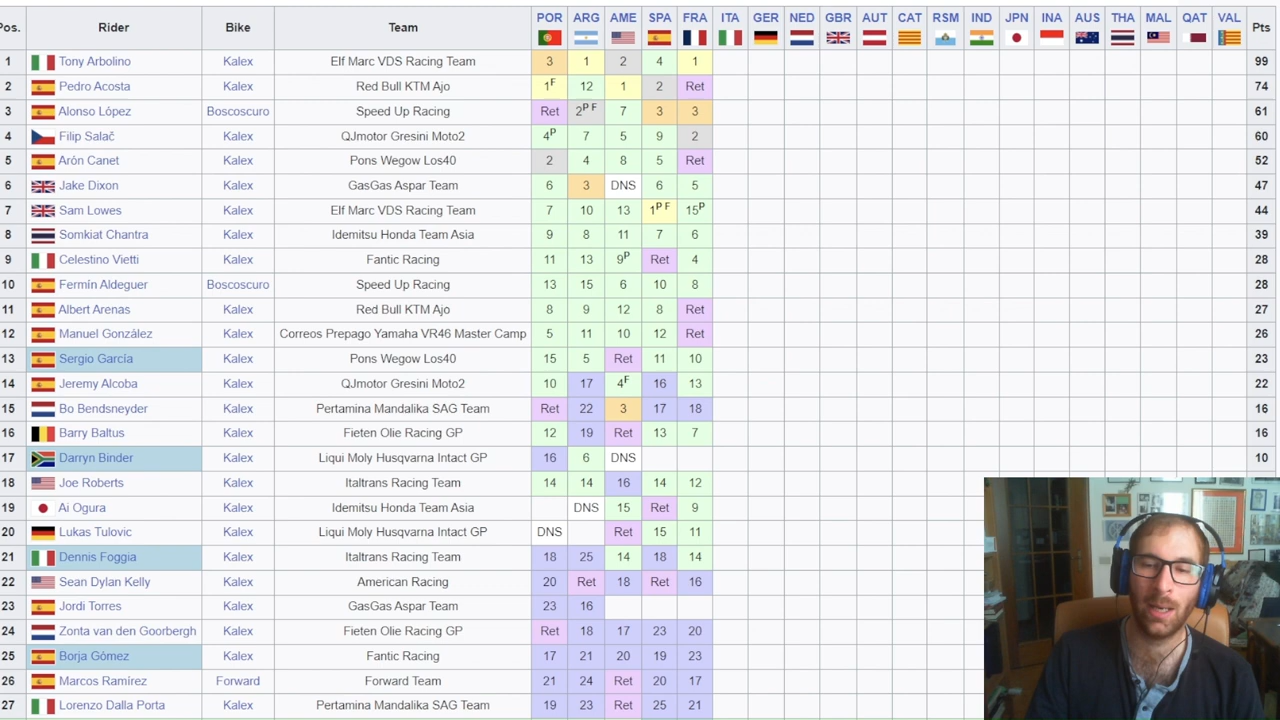 Pos. Rider Bike Team POR ARG AME SPA FRA ITA GER NED GBR AUT CAT RSM IND JPN INA AUS THA MAL QAT VAL Pts
1 Tony Arbolino Kalex Elf Marc VDS Racing Team 3 1 2 4 1 99
2 Pedro Acosta Kalex Red Bull KTM Ajo 1F 12 1 2 Ret 74
3 Alonso López Boscoscuro Speed Up Racing Ret 2P F 7 3 3 61
4 Filip Salač Kalex QJmotor Gresini Moto2 4P 7 5 9 2 60
5 Arón Canet Kalex Pons Wegow Los40 2 4 8 5 Ret 52
6 Jake Dixon Kalex GasGas Aspar Team 6 3 DNS 6 5 47
7 Sam Lowes Kalex Elf Marc VDS Racing Team 7 10 13 1P F 15P 44
8 Somkiat Chantra Kalex Idemitsu Honda Team Asia 9 8 11 7 6 39
9 Celestino Vietti Kalex Fantic Racing 11 13 9P Ret 4 28
10 Fermín Aldeguer Boscoscuro Speed Up Racing 13 15 6 10 8 28
11 Albert Arenas Kalex Red Bull KTM Ajo 8 9 12 8 Ret 27
12 Manuel González Kalex Correos Prepago Yamaha VR46 Master Camp 5 11 10 12 Ret 26
13 Sergio García Kalex Pons Wegow Los40 15 5 Ret 11 10 23
14 Jeremy Alcoba Kalex QJmotor Gresini Moto2 10 17 4F 16 13 22
15 Bo Bendsneyder Kalex Pertamina Mandalika SAG Team Ret 22 3 17 18 16
16 Barry Baltus Kalex Fieten Olie Racing GP 12 19 Ret 13 7 16
17 Darryn Binder Kalex Liqui Moly Husqvarna Intact GP 16 6 DNS 10
18 Joe Roberts Kalex Italtrans Racing Team 14 14 16 14 12
19 Ai Ogura Kalex Idemitsu Honda Team Asia DNS 15 Ret 9
20 Lukas Tulovic Kalex Liqui Moly Husqvarna Intact GP DNS Ret 15 11
21 Dennis Foggia Kalex Italtrans Racing Team 18 25 14 18 14
22 Sean Dylan Kelly Kalex American Racing 20 Ret 18 Ret 16
23 Jordi Torres Kalex GasGas Aspar Team 23 16
24 Zonta van den Goorbergh Kalex Fieten Olie Racing GP Ret 18 17 23 20
25 Borja Gómez Kalex Fantic Racing 17 21 20 19 23
26 Marcos Ramírez Forward Forward Team 21 24 Ret 20 17
27 Lorenzo Dalla Porta Kalex Pertamina Mandalika SAG Team 19 23 Ret 25 21